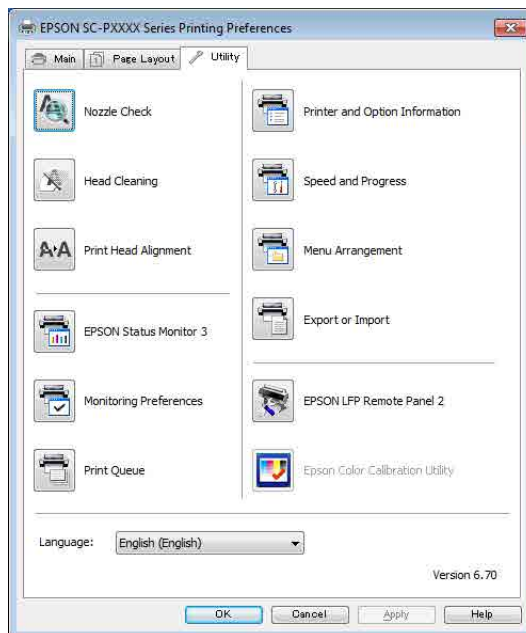 EPSON SC-PXXXX Series Printing Preferences
Main
Page Layout
Utility
Nozzle Check
Printer and Option Information
Head Cleaning
Speed and Progress
A A
Print Head Alignment
Menu Arrangement
Export or Import
EPSON Status Monitor 3
Monitoring Preferences
EPSON LFP Remote Panel 2
Print Queue
Epson Color Calibration Utility
Language:
English (English)
Version 6.70
OK
Cancel
Apply
Help